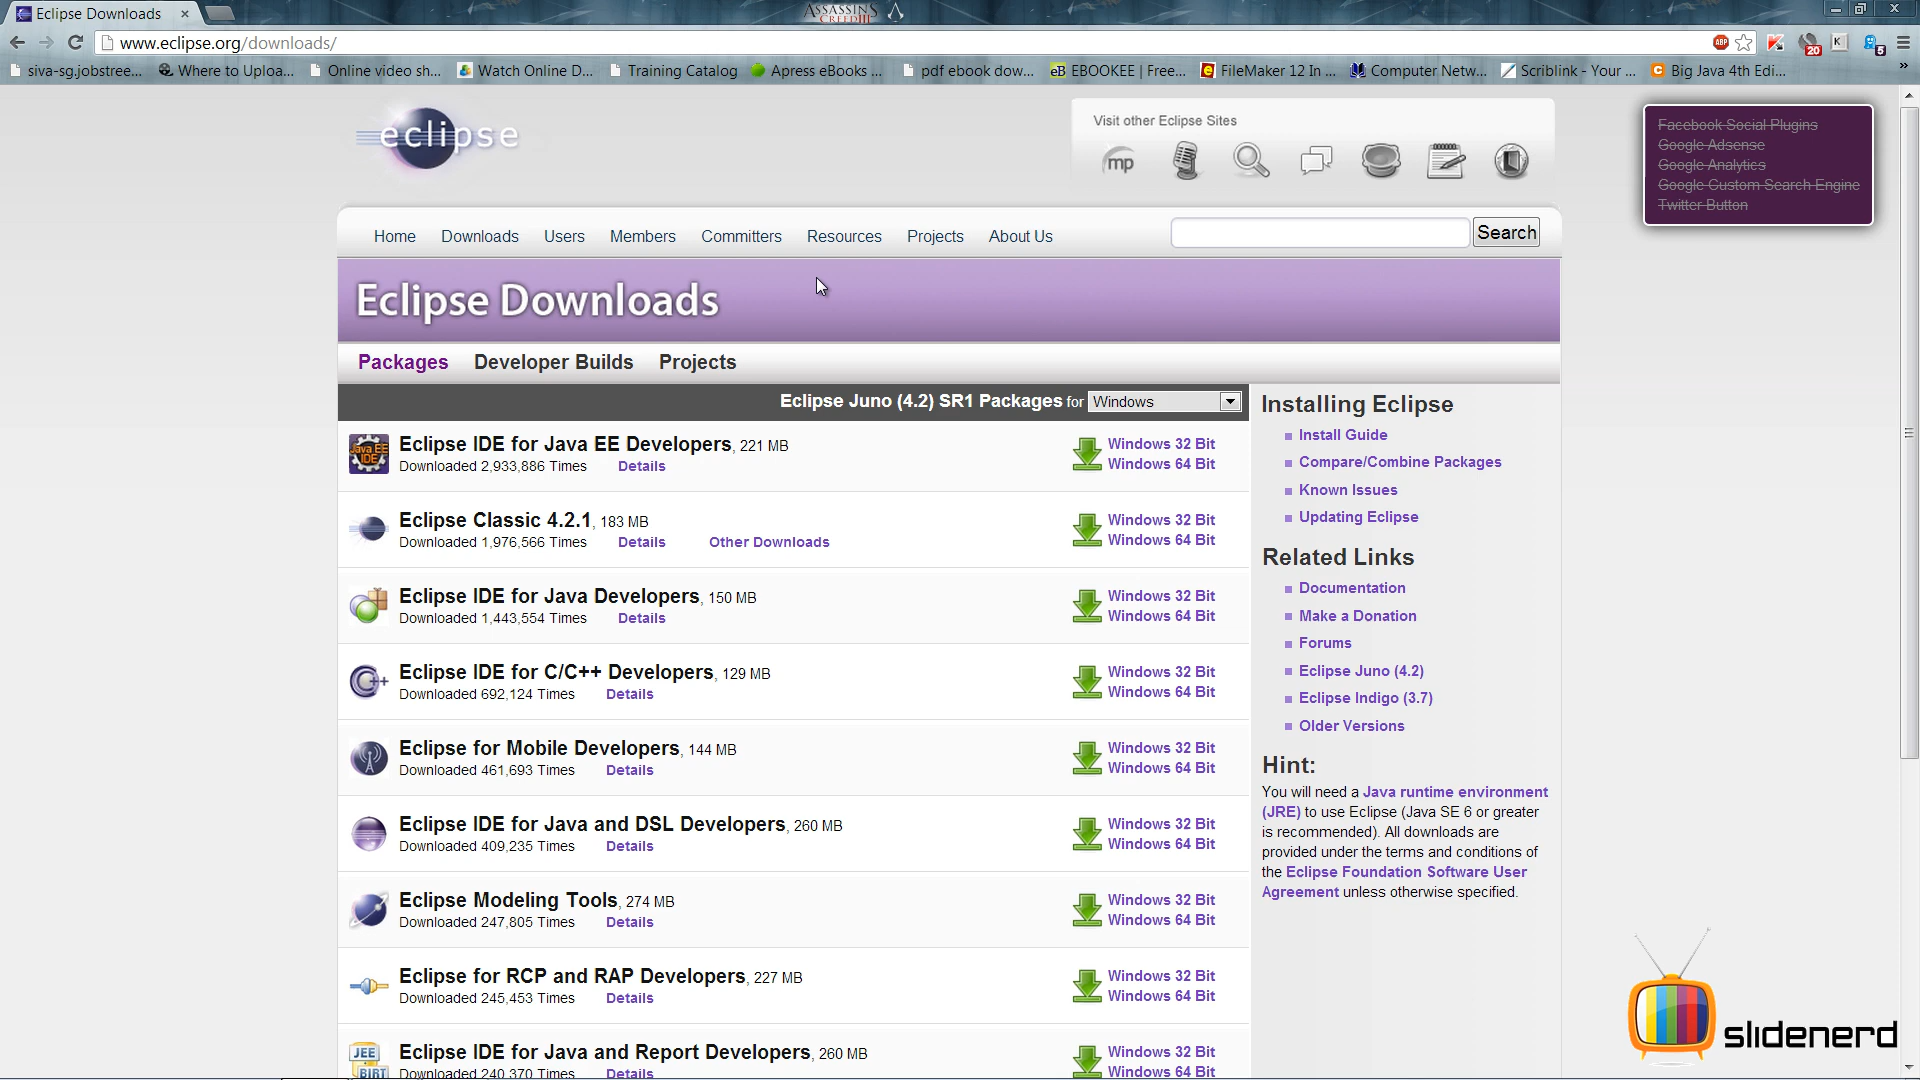 Eclipse Downloads
ASSASSIN'S CREED III
www.eclipse.org/downloads/
ABP
20
K
5
siva-sg.jobstree... Where to Uploa... Online video sh... Watch Online D... Training Catalog Apress eBooks ... pdf ebook dow... eB EBOOKEE | Free... FileMaker 12 In ... Computer Netw... Scriblink - Your ... Big Java 4th Edi... »
eclipse
Visit other Eclipse Sites
mp
Facebook Social Plugins
Google Adsense
Google Analytics
Google Custom Search Engine
Twitter Button
Home Downloads Users Members Committers Resources Projects About Us Search
Eclipse Downloads
Packages Developer Builds Projects
Eclipse Juno (4.2) SR1 Packages for Windows
Java EE IDE
Eclipse IDE for Java EE Developers, 221 MB
Downloaded 2,933,886 Times Details
Windows 32 Bit
Windows 64 Bit
Eclipse Classic 4.2.1, 183 MB
Downloaded 1,976,566 Times Details Other Downloads
Windows 32 Bit
Windows 64 Bit
Eclipse IDE for Java Developers, 150 MB
Downloaded 1,443,554 Times Details
Windows 32 Bit
Windows 64 Bit
C++
Eclipse IDE for C/C++ Developers, 129 MB
Downloaded 692,124 Times Details
Windows 32 Bit
Windows 64 Bit
Eclipse for Mobile Developers, 144 MB
Downloaded 461,693 Times Details
Windows 32 Bit
Windows 64 Bit
Eclipse IDE for Java and DSL Developers, 260 MB
Downloaded 409,235 Times Details
Windows 32 Bit
Windows 64 Bit
Eclipse Modeling Tools, 274 MB
Downloaded 247,805 Times Details
Windows 32 Bit
Windows 64 Bit
Eclipse for RCP and RAP Developers, 227 MB
Downloaded 245,453 Times Details
Windows 32 Bit
Windows 64 Bit
JEE
BIRT
Eclipse IDE for Java and Report Developers, 260 MB
Downloaded 240,370 Times Details
Windows 32 Bit
Windows 64 Bit
Installing Eclipse
Install Guide
Compare/Combine Packages
Known Issues
Updating Eclipse
Related Links
Documentation
Make a Donation
Forums
Eclipse Juno (4.2)
Eclipse Indigo (3.7)
Older Versions
Hint:
You will need a Java runtime environment
(JRE) to use Eclipse (Java SE 6 or greater
is recommended). All downloads are
provided under the terms and conditions of
the Eclipse Foundation Software User
Agreement unless otherwise specified.
slidenerd